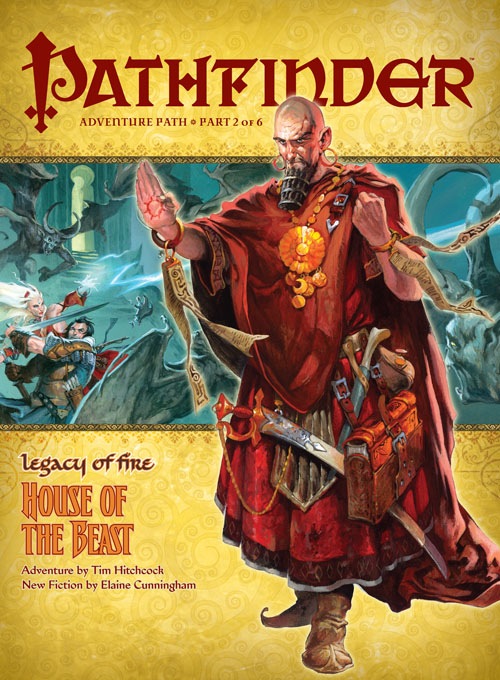 PATHFINDER™
ADVENTURE PATH * PART 2 OF 6
Legacy of Fire
HOUSE OF
THE BEAST
Adventure by Tim Hitchcock
New Fiction by Elaine Cunningham